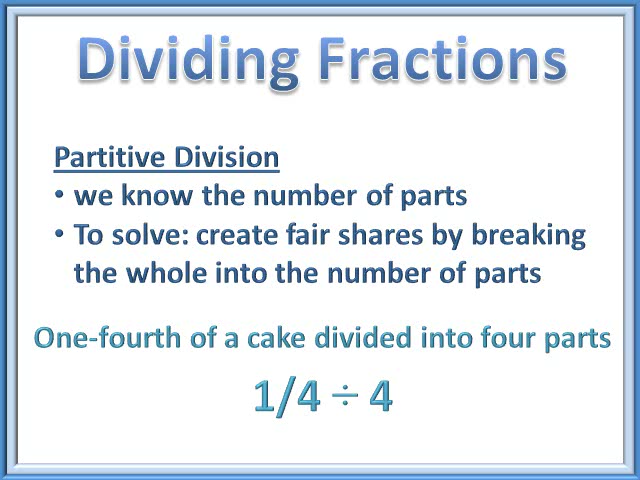 Dividing Fractions
Partitive Division
• we know the number of parts
• To solve: create fair shares by breaking
the whole into the number of parts
One-fourth of a cake divided into four parts
1/4 ÷ 4